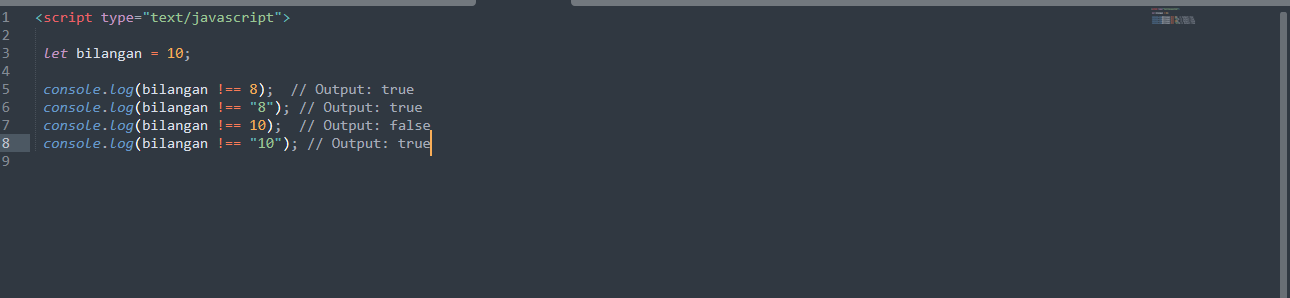 1 <script type="text/javascript">
2
3 let bilangan = 10;
4
5 console.log(bilangan !== 8);  // Output: true
6 console.log(bilangan !== "8"); // Output: true
7 console.log(bilangan !== 10);  // Output: false
8 console.log(bilangan !== "10"); // Output: true
9